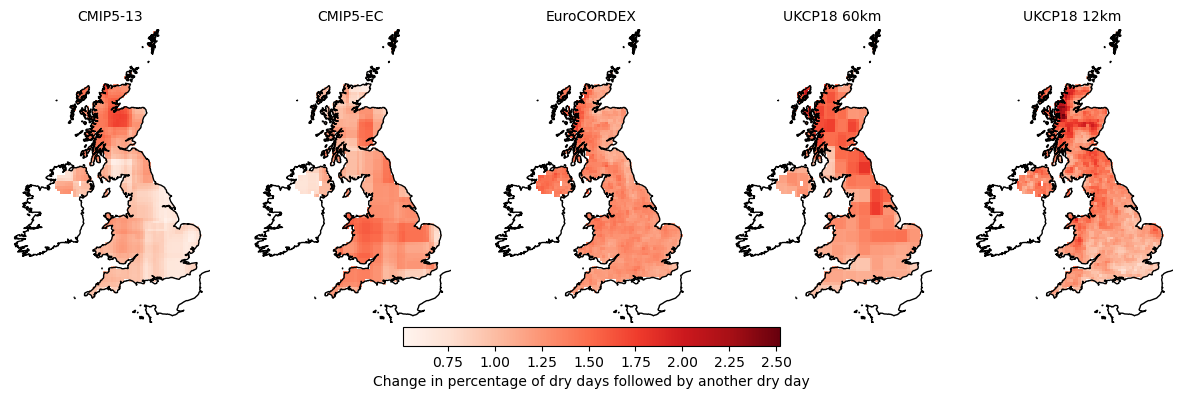 CMIP5-13 CMIP5-EC EuroCORDEX UKCP18 60km UKCP18 12km
0.75 1.00 1.25 1.50 1.75 2.00 2.25 2.50
Change in percentage of dry days followed by another dry day